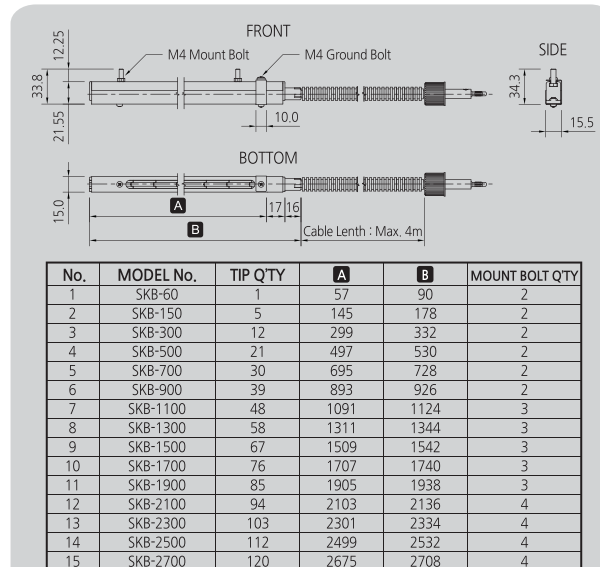 FRONT
12.25
M4 Mount Bolt
M4 Ground Bolt
SIDE
33.8
34.3
21.55
10.0
15.5
BOTTOM
15.0
A
17
16
B
Cable Lenth : Max. 4m
No. MODEL No. TIP Q'TY A B MOUNT BOLT Q'TY
1 SKB-60 1 57 90 2
2 SKB-150 5 145 178 2
3 SKB-300 12 299 332 2
4 SKB-500 21 497 530 2
5 SKB-700 30 695 728 2
6 SKB-900 39 893 926 2
7 SKB-1100 48 1091 1124 3
8 SKB-1300 58 1311 1344 3
9 SKB-1500 67 1509 1542 3
10 SKB-1700 76 1707 1740 3
11 SKB-1900 85 1905 1938 3
12 SKB-2100 94 2103 2136 4
13 SKB-2300 103 2301 2334 4
14 SKB-2500 112 2499 2532 4
15 SKB-2700 120 2675 2708 4